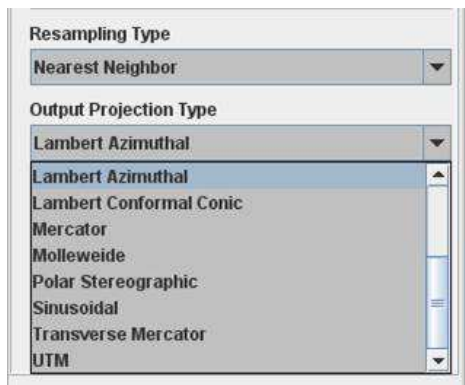 Resampling Type
Nearest Neighbor
Output Projection Type
Lambert Azimuthal
Lambert Azimuthal
Lambert Conformal Conic
Mercator
Molleweide
Polar Stereographic
Sinusoidal
Transverse Mercator
UTM